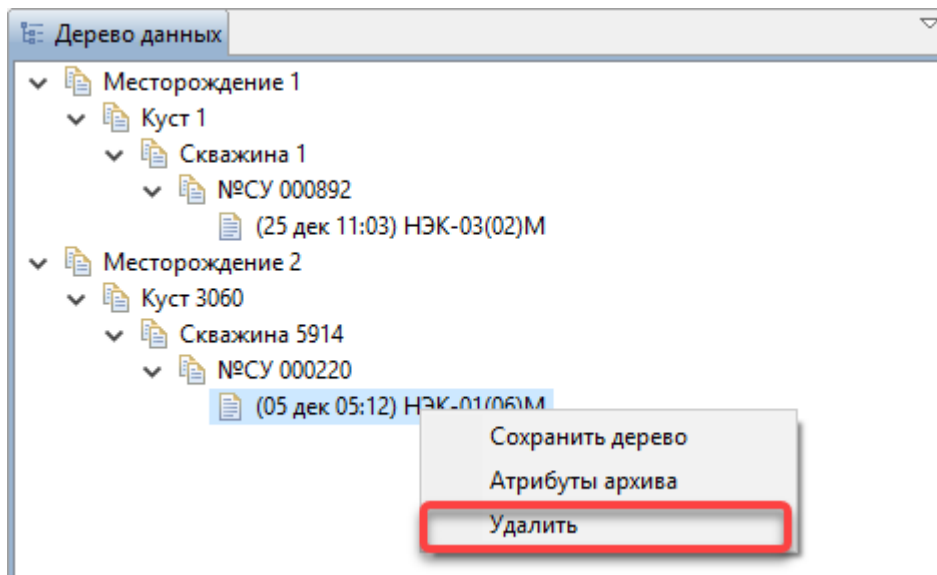 Дерево данных
Месторождение 1
Куст 1
Скважина 1
№СУ 000892
(25 дек 11:03) НЭК-03(02)М
Месторождение 2
Куст 3060
Скважина 5914
№СУ 000220
(05 дек 05:12) НЭК-01(06)М
Сохранить дерево
Атрибуты архива
Удалить